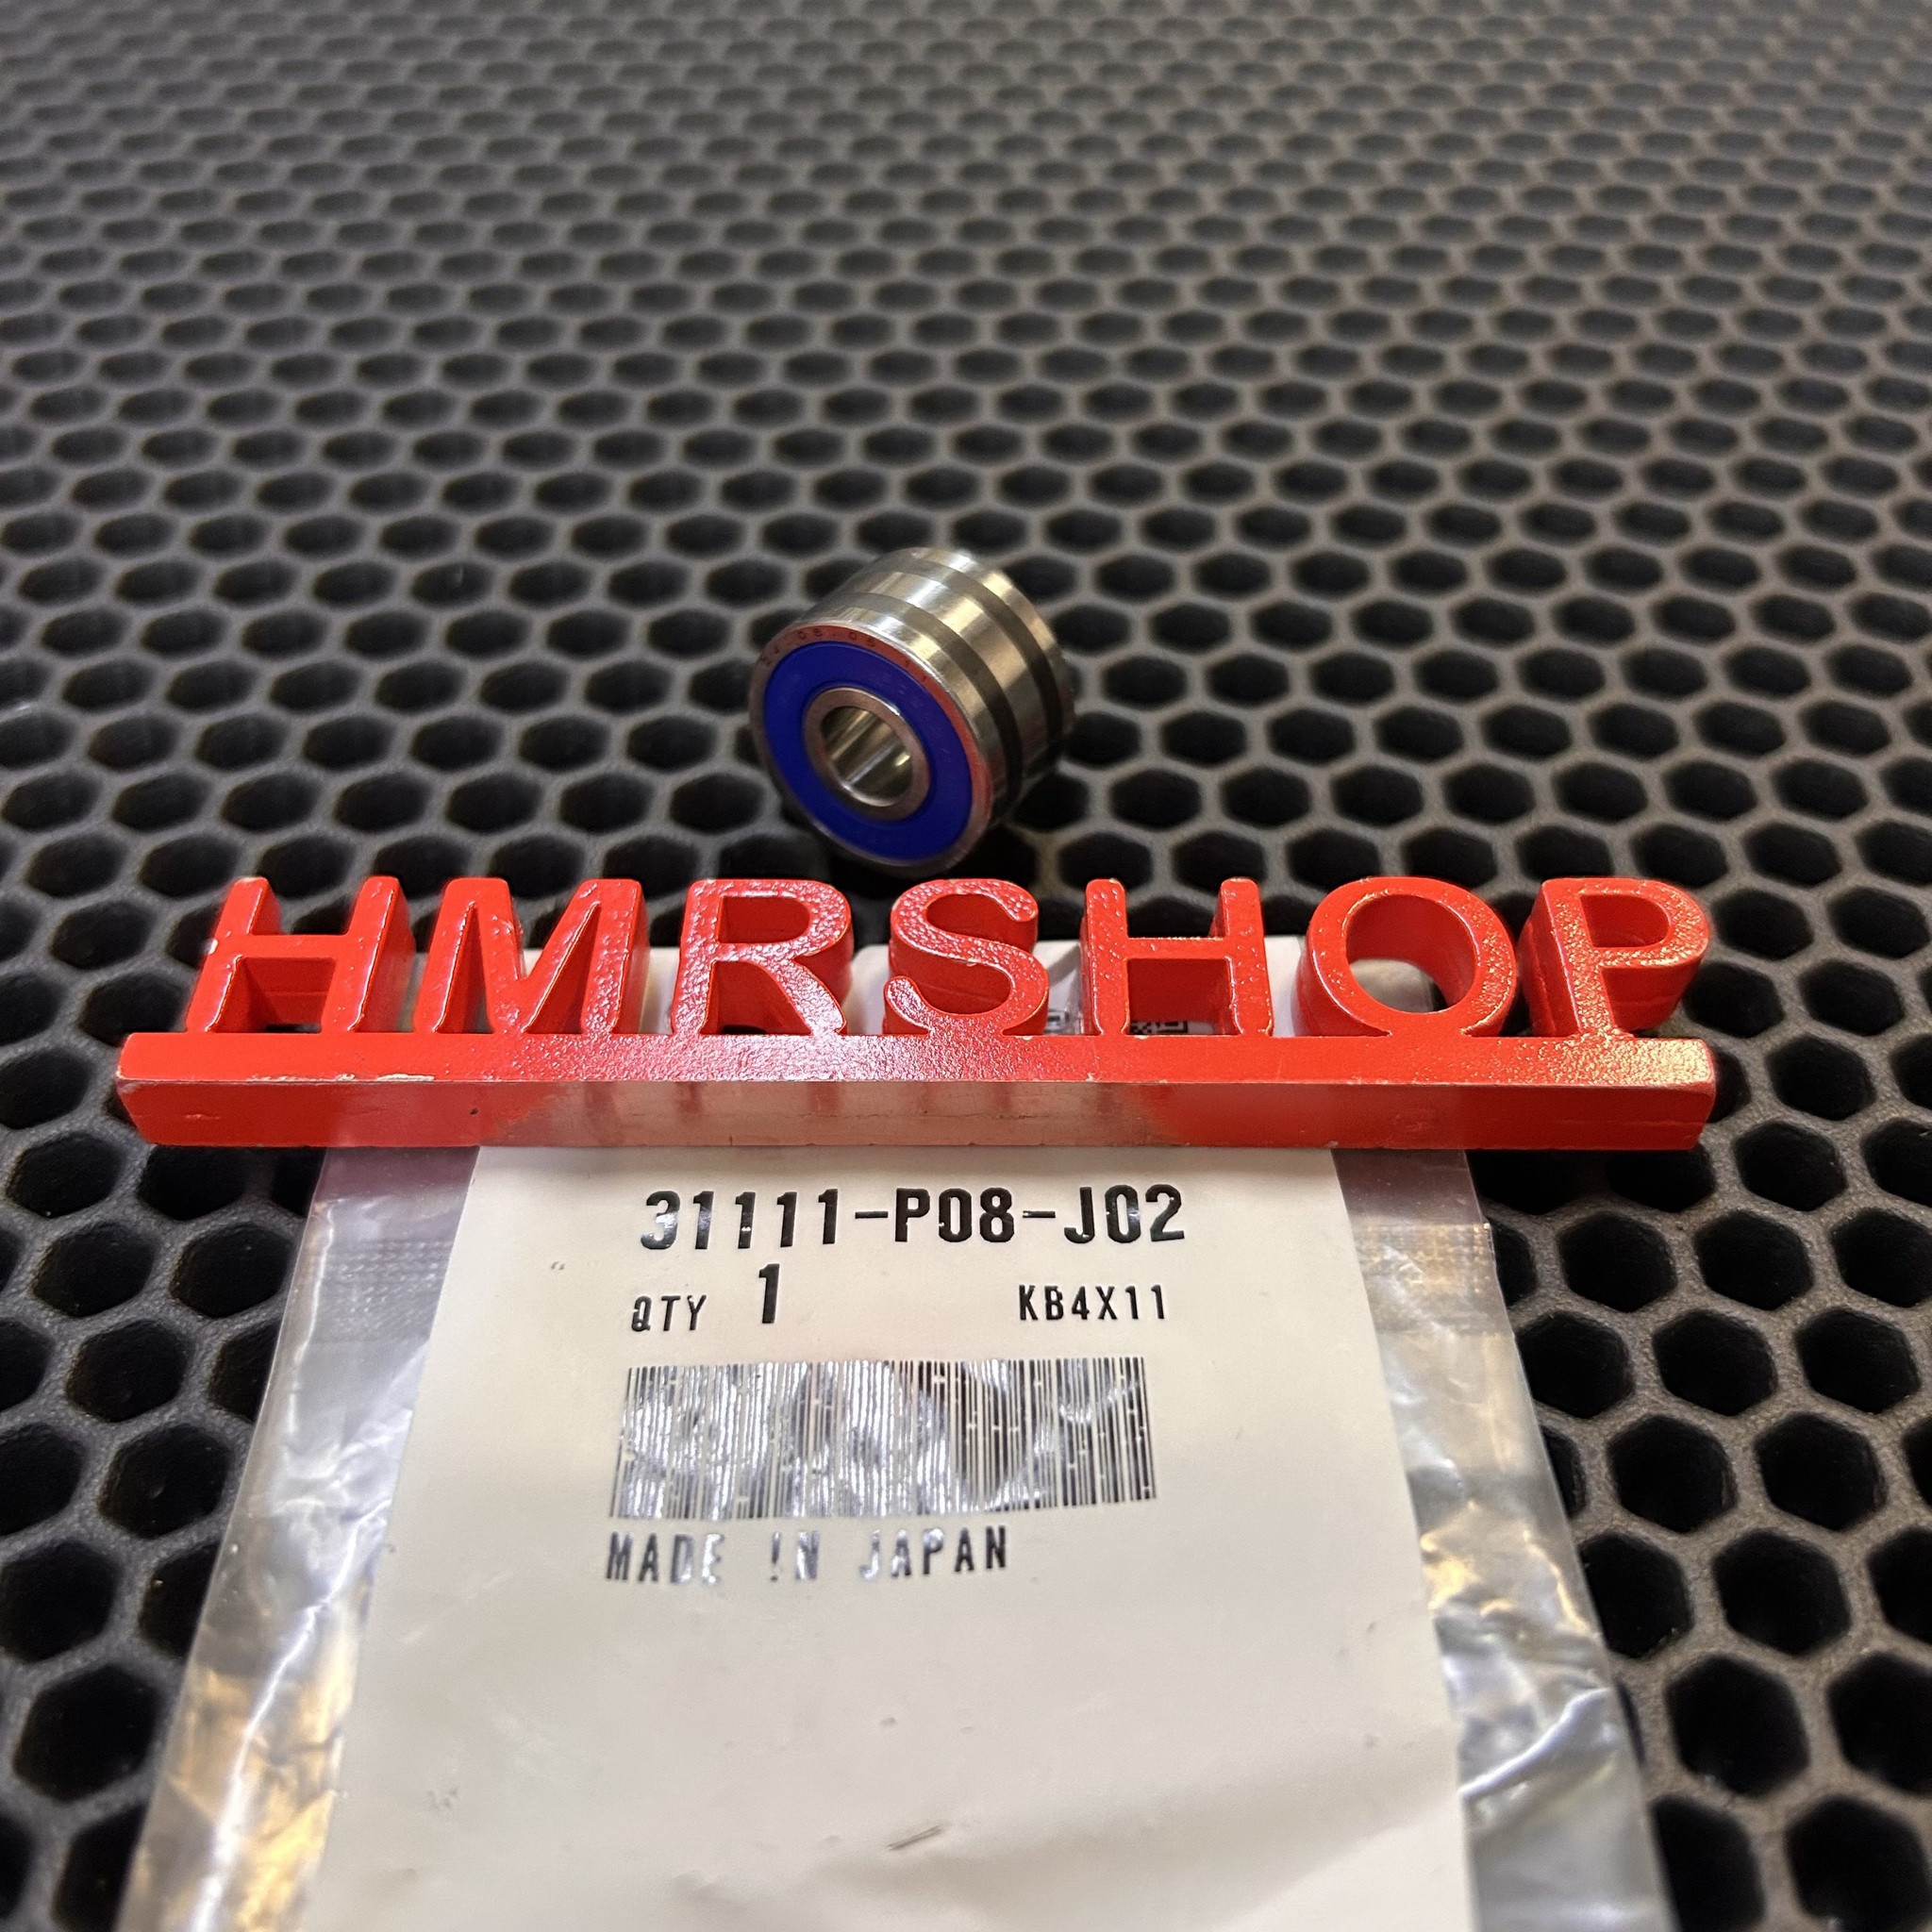 HMRSHOP
31111-P08-J02
QTY 1 KB4X11
MADE IN JAPAN